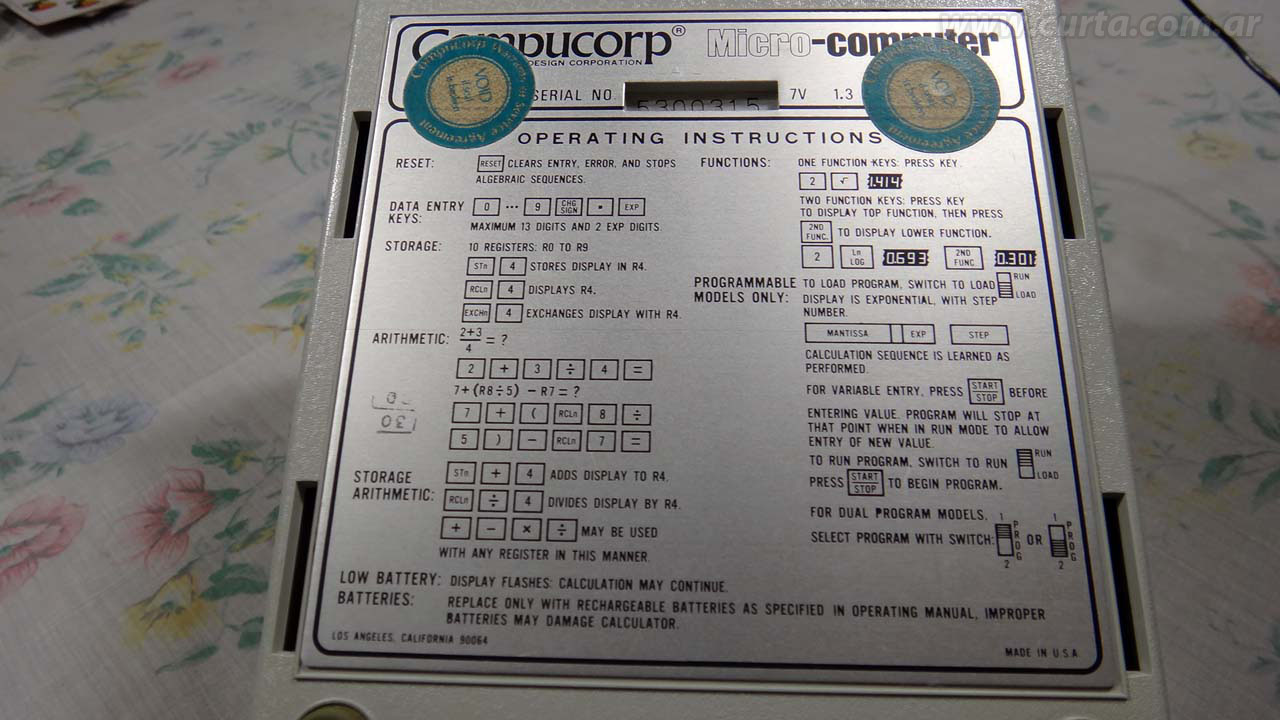 www.curta.com.ar
Compucorp® Micro-computer
DESIGN CORPORATION
SERIAL NO. 5300315 7V 1.3
Compucorp Warranty or Service Agreement
VOID
OPERATING INSTRUCTIONS
RESET: RESET CLEARS ENTRY, ERROR, AND STOPS
ALGEBRAIC SEQUENCES.
DATA ENTRY KEYS: 0 ... 9 CHG SIGN • EXP
MAXIMUM 13 DIGITS AND 2 EXP DIGITS.
STORAGE: 10 REGISTERS: R0 TO R9
STn 4 STORES DISPLAY IN R4.
RCLn 4 DISPLAYS R4.
EXCHn 4 EXCHANGES DISPLAY WITH R4.
ARITHMETIC: 2+3
4 = ?
2 + 3 ÷ 4 =
7+(R8÷5) – R7= ?
7 + ( RCLn 8 ÷
5 ) – RCLn 7 =
30
STORAGE ARITHMETIC: STn + 4 ADDS DISPLAY TO R4.
RCLn ÷ 4 DIVIDES DISPLAY BY R4.
+ – × ÷ MAY BE USED
WITH ANY REGISTER IN THIS MANNER.
FUNCTIONS: ONE FUNCTION KEYS: PRESS KEY.
2 √ 1.414
TWO FUNCTION KEYS: PRESS KEY
TO DISPLAY TOP FUNCTION, THEN PRESS
2ND FUNC. TO DISPLAY LOWER FUNCTION.
2 Ln LOG 0.693 2ND FUNC. 0.301
PROGRAMMABLE MODELS ONLY: TO LOAD PROGRAM, SWITCH TO LOAD RUN LOAD
DISPLAY IS EXPONENTIAL, WITH STEP
NUMBER.
MANTISSA EXP STEP
CALCULATION SEQUENCE IS LEARNED AS
PERFORMED.
FOR VARIABLE ENTRY, PRESS START STOP BEFORE
ENTERING VALUE. PROGRAM WILL STOP AT
THAT POINT WHEN IN RUN MODE TO ALLOW
ENTRY OF NEW VALUE.
TO RUN PROGRAM, SWITCH TO RUN RUN LOAD
PRESS START STOP TO BEGIN PROGRAM.
FOR DUAL PROGRAM MODELS,
SELECT PROGRAM WITH SWITCH: 1 PROG 2 OR 1 PROG 2
LOW BATTERY: DISPLAY FLASHES: CALCULATION MAY CONTINUE.
BATTERIES: REPLACE ONLY WITH RECHARGEABLE BATTERIES AS SPECIFIED IN OPERATING MANUAL, IMPROPER
BATTERIES MAY DAMAGE CALCULATOR.
LOS ANGELES, CALIFORNIA 90064
MADE IN U.S.A.